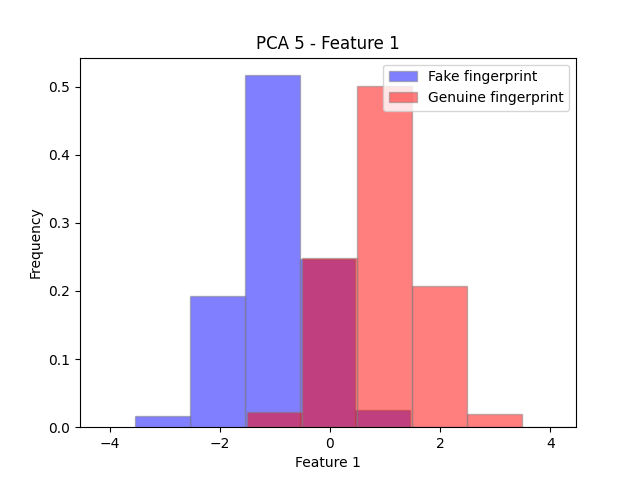 PCA 5 - Feature 1
Fake fingerprint
Genuine fingerprint
Frequency
0.5
0.4
0.3
0.2
0.1
0.0
−4
−2
0
2
4
Feature 1